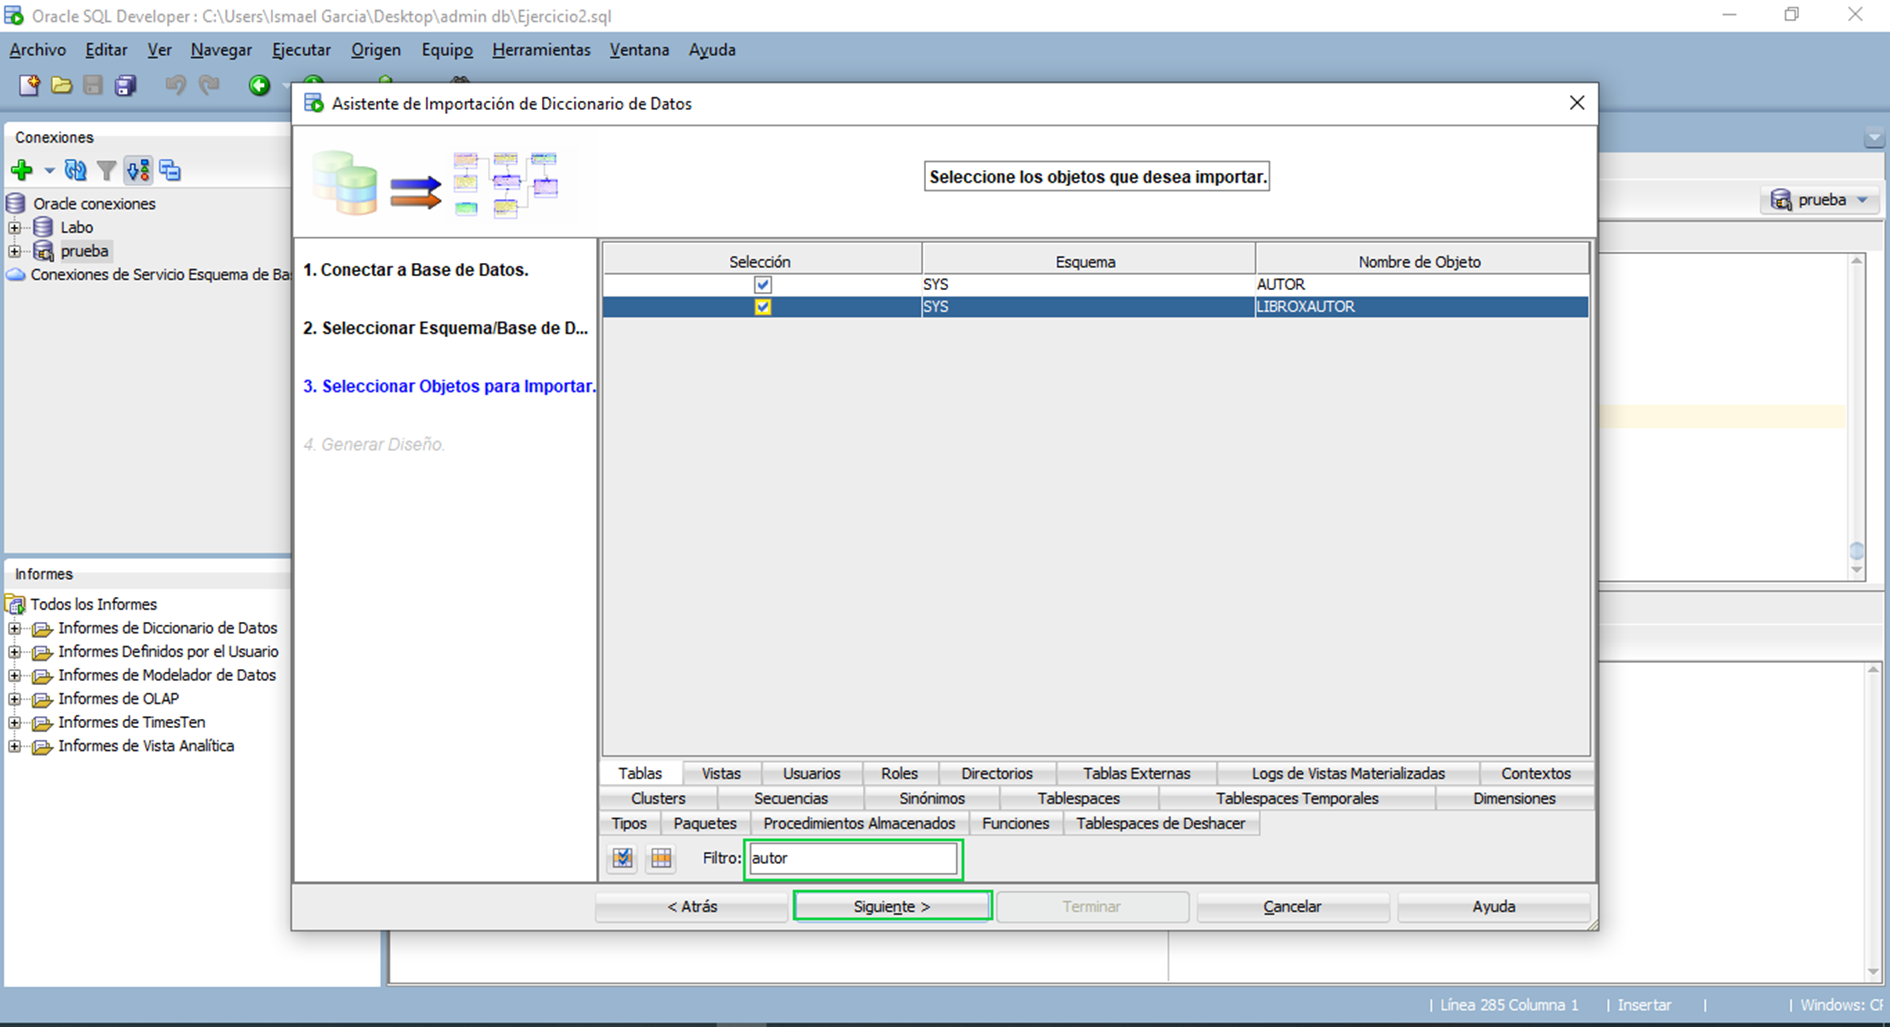 Oracle SQL Developer : C:\Users\Ismael Garcia\Desktop\admin db\Ejercicio2.sql
Archivo Editar Ver Navegar Ejecutar Origen Equipo Herramientas Ventana Ayuda
Asistente de Importación de Diccionario de Datos
Conexiones
Oracle conexiones
Labo
prueba
Conexiones de Servicio Esquema de Ba
Informes
Todos los Informes
Informes de Diccionario de Datos
Informes Definidos por el Usuario
Informes de Modelador de Datos
Informes de OLAP
Informes de TimesTen
Informes de Vista Analítica
Seleccione los objetos que desea importar.
1. Conectar a Base de Datos.
2. Seleccionar Esquema/Base de D...
3. Seleccionar Objetos para Importar.
4. Generar Diseño.
Selección Esquema Nombre de Objeto
SYS AUTOR
SYS LIBROXAUTOR
Tablas Vistas Usuarios Roles Directorios Tablas Externas Logs de Vistas Materializadas Contextos
Clusters Secuencias Sinónimos Tablespaces Tablespaces Temporales Dimensiones
Tipos Paquetes Procedimientos Almacenados Funciones Tablespaces de Deshacer
Filtro: autor
< Atrás Siguiente > Terminar Cancelar Ayuda
prueba
Línea 285 Columna 1 | Insertar | | Windows: CF